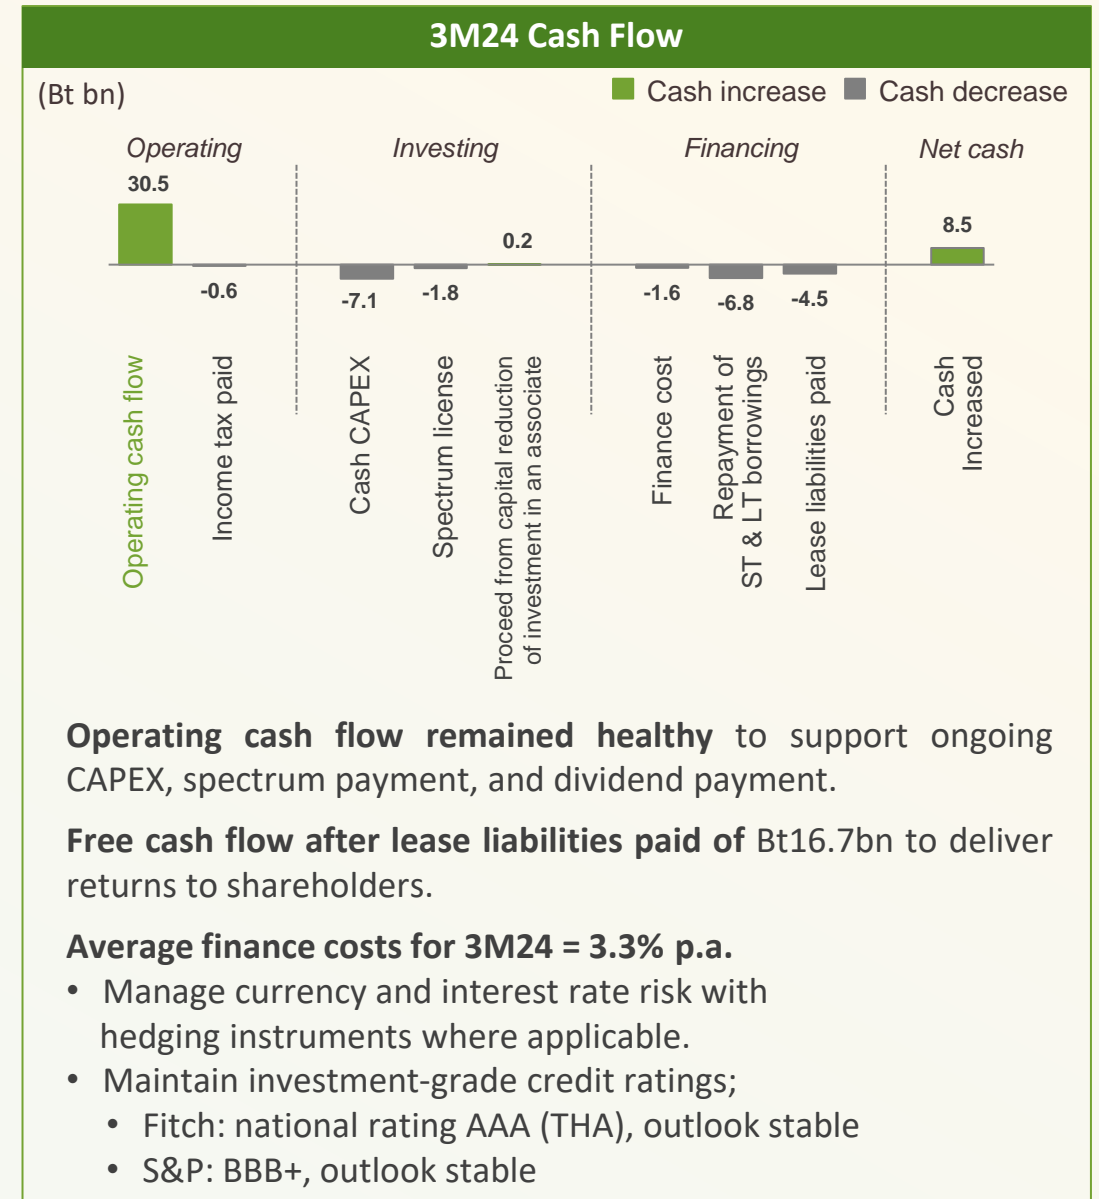 3M24 Cash Flow
(Bt bn)
Cash increase
Cash decrease
Operating
Investing
Financing
Net cash
30.5
-0.6
-7.1
-1.8
0.2
-1.6
-6.8
-4.5
8.5
Operating cash flow
Income tax paid
Cash CAPEX
Spectrum license
Proceed from capital reduction
of investment in an associate
Finance cost
Repayment of
ST & LT borrowings
Lease liabilities paid
Cash
Increased
Operating cash flow remained healthy to support ongoing
CAPEX, spectrum payment, and dividend payment.
Free cash flow after lease liabilities paid of Bt16.7bn to deliver
returns to shareholders.
Average finance costs for 3M24 = 3.3% p.a.
• Manage currency and interest rate risk with
hedging instruments where applicable.
• Maintain investment-grade credit ratings;
• Fitch: national rating AAA (THA), outlook stable
• S&P: BBB+, outlook stable